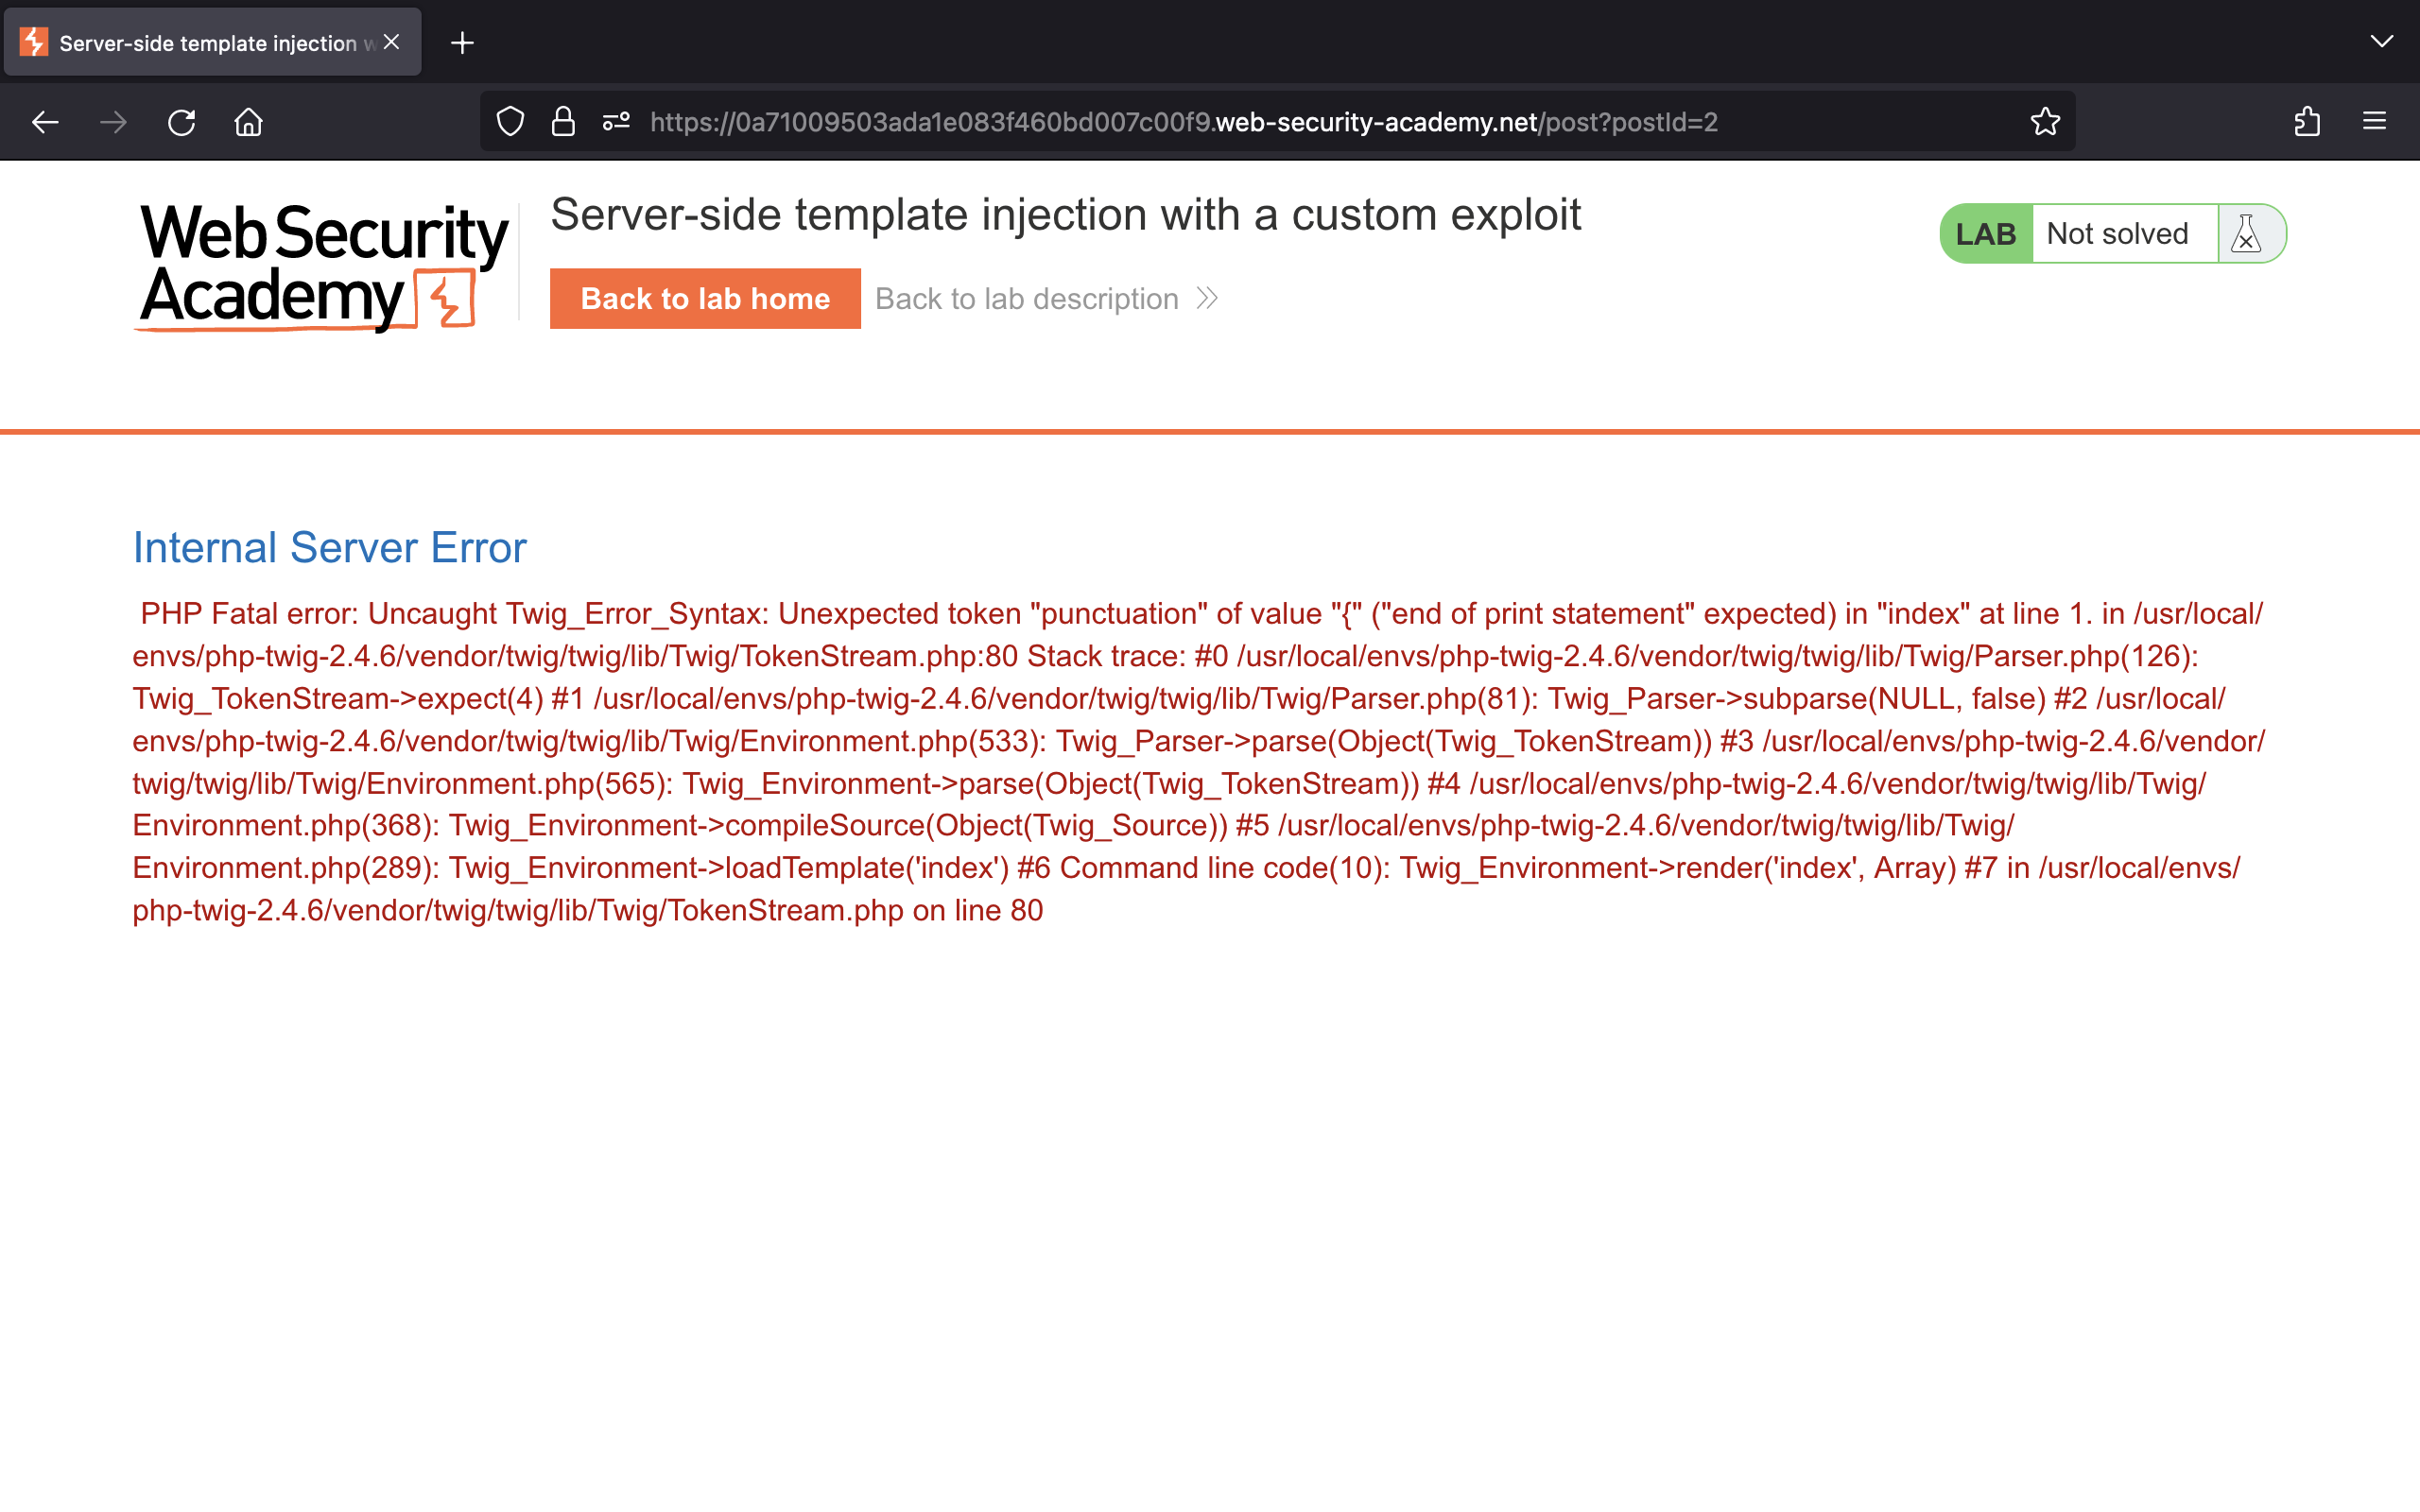 Server-side template injection w
https://0a71009503ada1e083f460bd007c00f9.web-security-academy.net/post?postId=2
Web Security
Academy
Server-side template injection with a custom exploit
Back to lab home
Back to lab description
LAB
Not solved
Internal Server Error
PHP Fatal error: Uncaught Twig_Error_Syntax: Unexpected token "punctuation" of value "{" ("end of print statement" expected) in "index" at line 1. in /usr/local/
envs/php-twig-2.4.6/vendor/twig/twig/lib/Twig/TokenStream.php:80 Stack trace: #0 /usr/local/envs/php-twig-2.4.6/vendor/twig/twig/lib/Twig/Parser.php(126):
Twig_TokenStream->expect(4) #1 /usr/local/envs/php-twig-2.4.6/vendor/twig/twig/lib/Twig/Parser.php(81): Twig_Parser->subparse(NULL, false) #2 /usr/local/
envs/php-twig-2.4.6/vendor/twig/twig/lib/Twig/Environment.php(533): Twig_Parser->parse(Object(Twig_TokenStream)) #3 /usr/local/envs/php-twig-2.4.6/vendor/
twig/twig/lib/Twig/Environment.php(565): Twig_Environment->parse(Object(Twig_TokenStream)) #4 /usr/local/envs/php-twig-2.4.6/vendor/twig/twig/lib/Twig/
Environment.php(368): Twig_Environment->compileSource(Object(Twig_Source)) #5 /usr/local/envs/php-twig-2.4.6/vendor/twig/twig/lib/Twig/
Environment.php(289): Twig_Environment->loadTemplate('index') #6 Command line code(10): Twig_Environment->render('index', Array) #7 in /usr/local/envs/
php-twig-2.4.6/vendor/twig/twig/lib/Twig/TokenStream.php on line 80